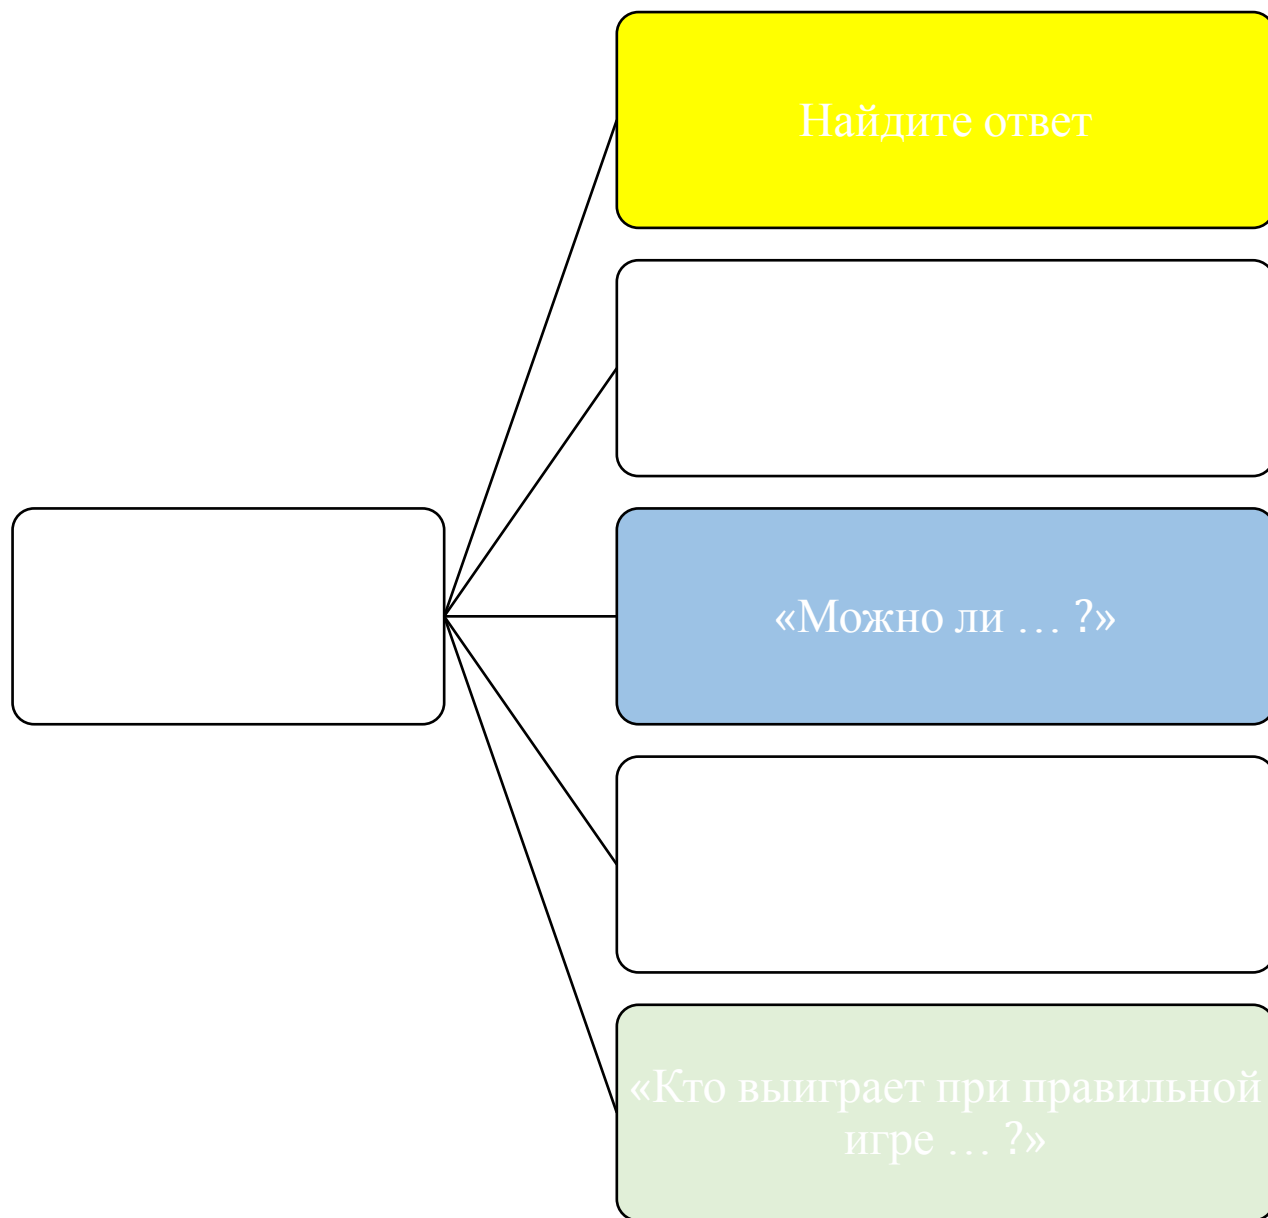 Найдите ответ
«Можно ли … ?»
«Кто выиграет при правильной
игре … ?»